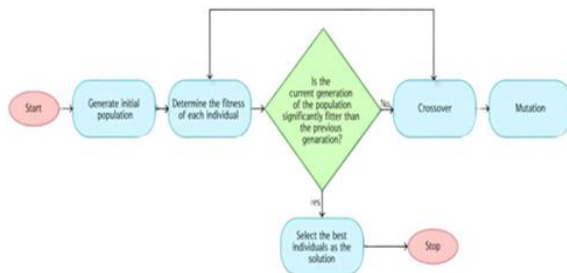 Start
Generate initial
population
Determine the fitness
of each individual
Is the
current generation
of the population
significantly fitter than
the previous
genaration?
No
Crossover
Mutation
Yes
Select the best
individuals as the
solution
Stop